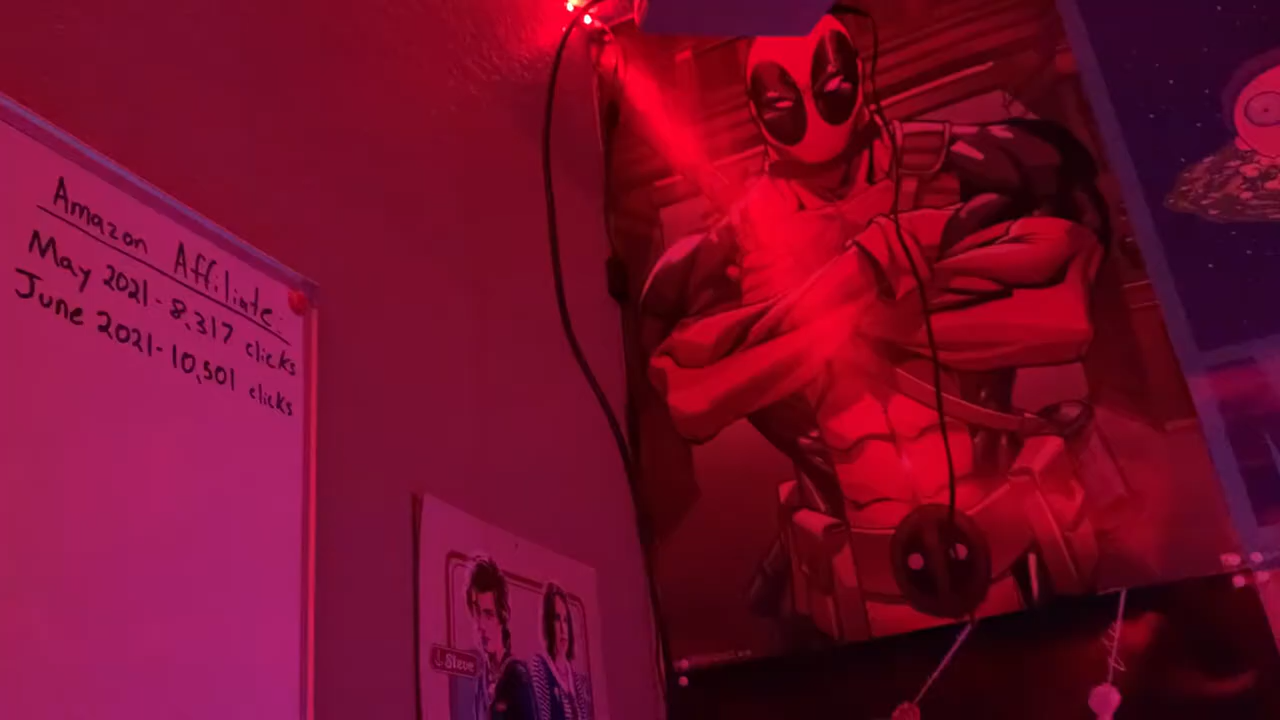 Amazon Affiliate:
May 2021 - 8,317 clicks
June 2021 - 10,501 clicks
Steve